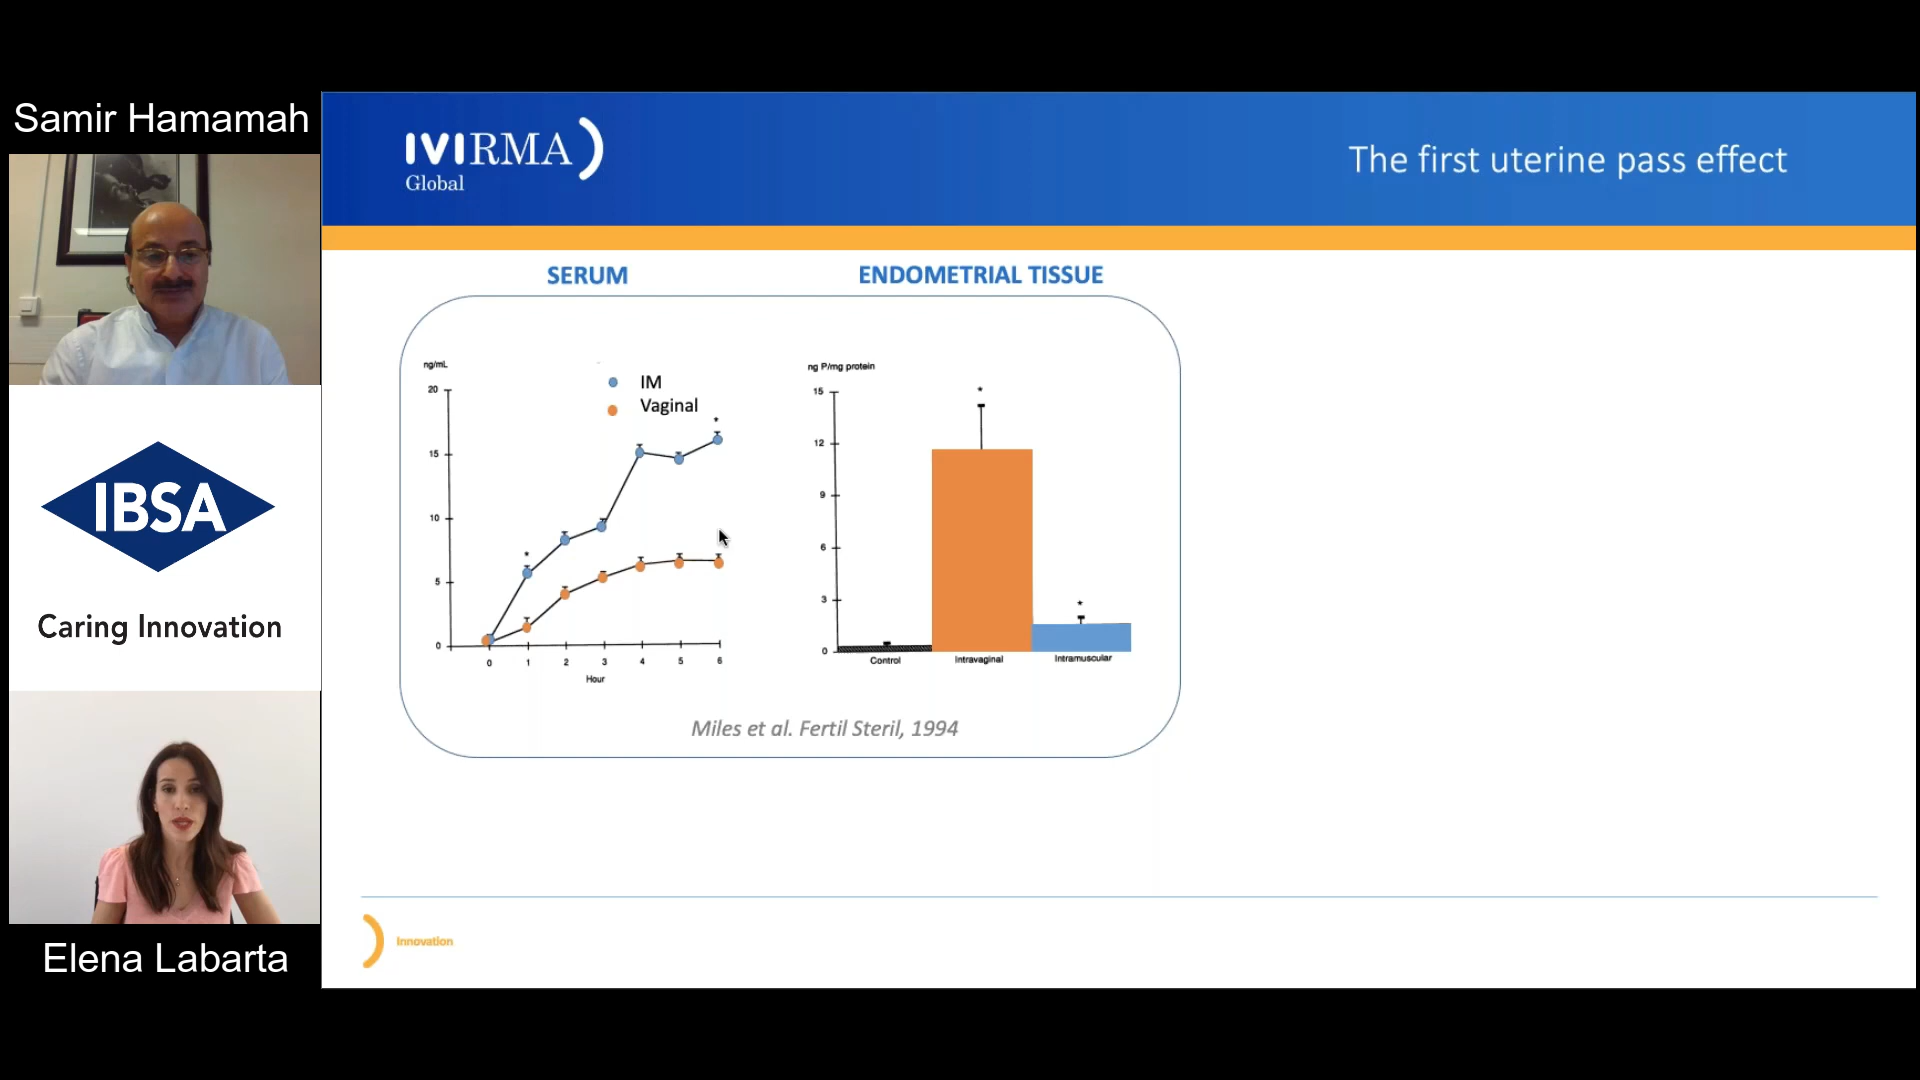 Samir Hamamah
IBSA
Caring Innovation
Elena Labarta
IVIRMA
Global
The first uterine pass effect
SERUM
ENDOMETRIAL TISSUE
ng/mL
20
15
10
5
0
IM
Vaginal
*
*
0 1 2 3 4 5 6
Hour
ng P/mg protein
15
12
9
6
3
0
*
*
Control Intravaginal Intramuscular
Miles et al. Fertil Steril, 1994
Innovation